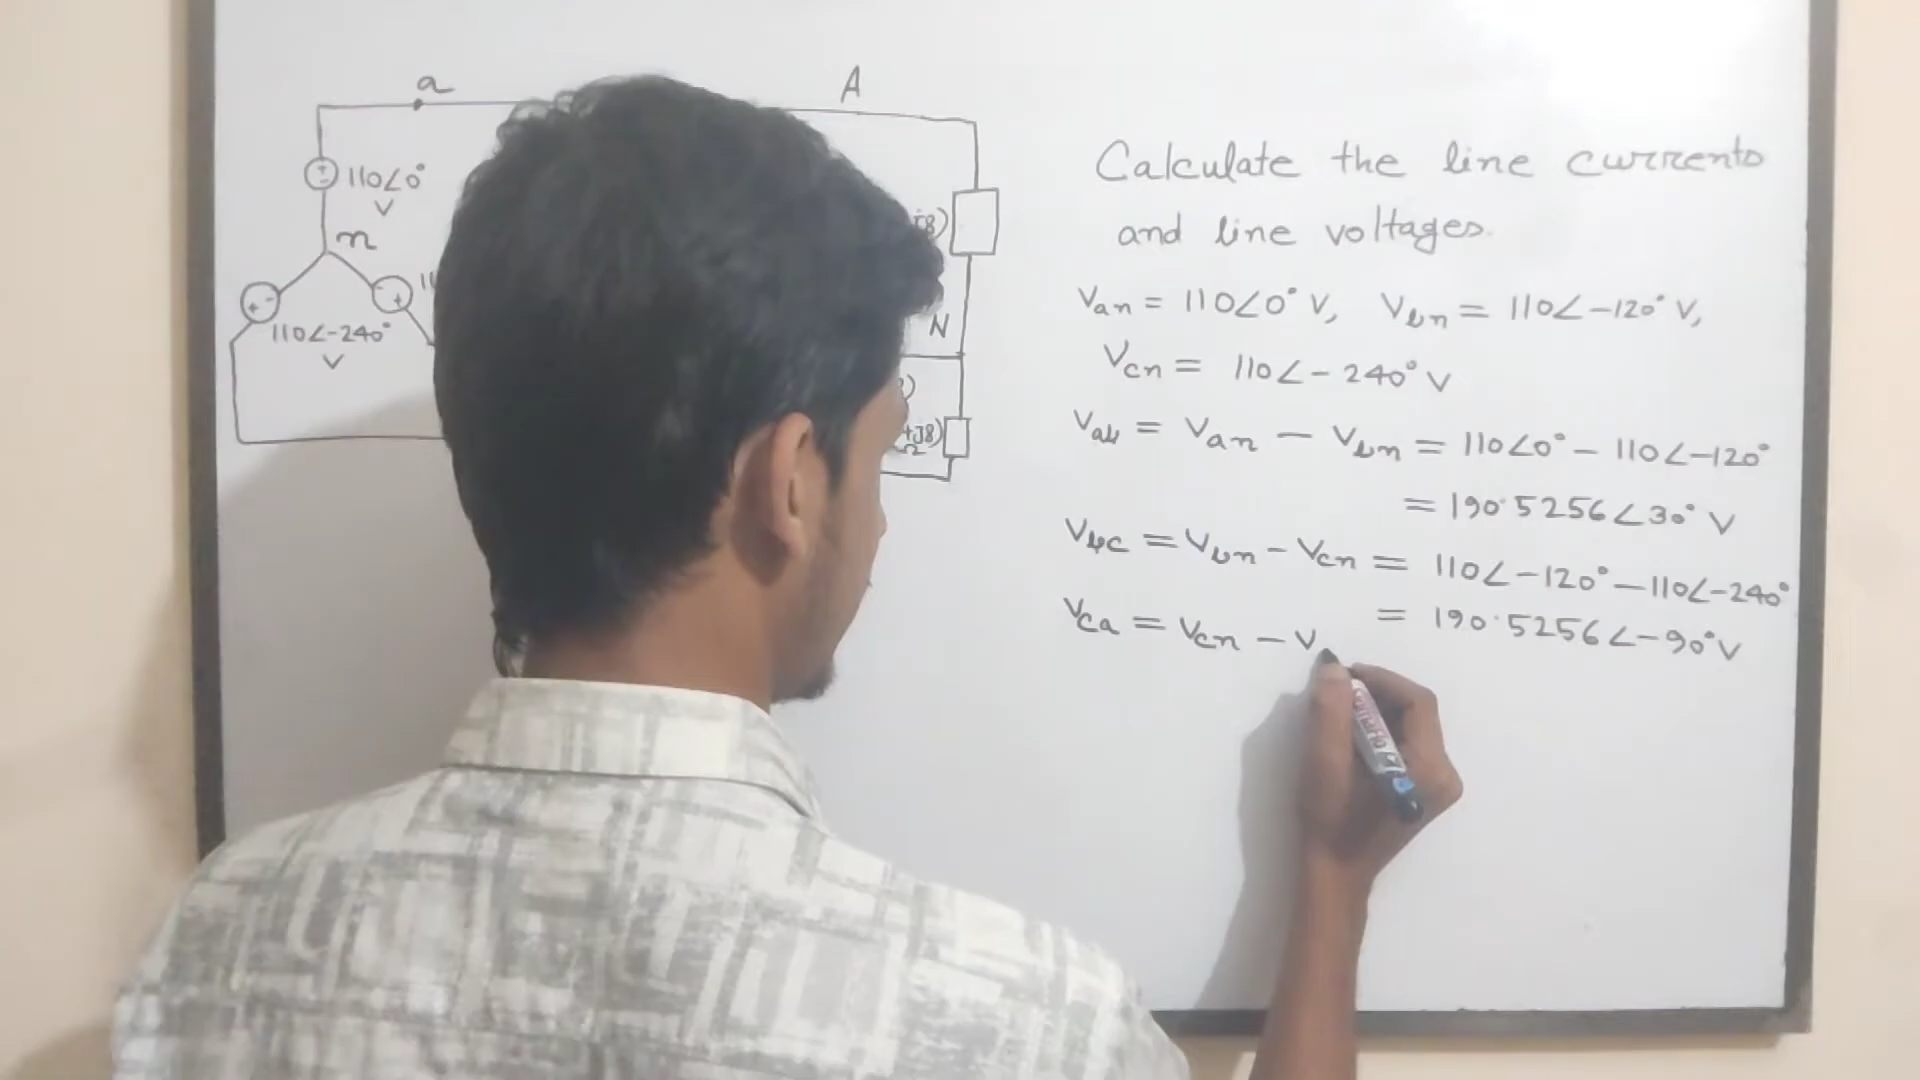 a
A
110∠0°
V
n
110∠-240°
V
N
+j8)
Ω
Calculate the line currents
and line voltages.
Van = 110∠0° V, Vbn = 110∠-120° V,
Vcn = 110∠-240° V
Vab = Van - Vbn = 110∠0° - 110∠-120°
= 190.5256∠30° V
Vbc = Vbn - Vcn = 110∠-120° - 110∠-240°
= 190.5256∠-90° V
Vca = Vcn - V